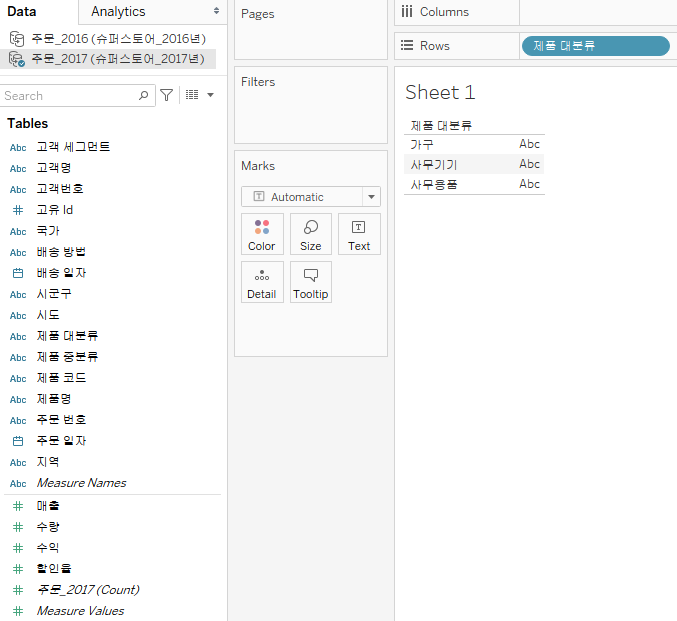 Data
Analytics
주문_2016 (슈퍼스토어_2016년)
주문_2017 (슈퍼스토어_2017년)
Search
Tables
Abc 고객 세그먼트
Abc 고객명
Abc 고객번호
# 고유 Id
Abc 국가
Abc 배송 방법
배송 일자
Abc 시군구
Abc 시도
Abc 제품 대분류
Abc 제품 중분류
Abc 제품 코드
Abc 제품명
Abc 주문 번호
주문 일자
Abc 지역
Abc Measure Names
# 매출
# 수량
# 수익
# 할인율
# 주문_2017 (Count)
# Measure Values
Pages
Filters
Marks
Automatic
Color Size Text
Detail Tooltip
Columns
Rows 제품 대분류
Sheet 1
제품 대분류
가구 Abc
사무기기 Abc
사무용품 Abc